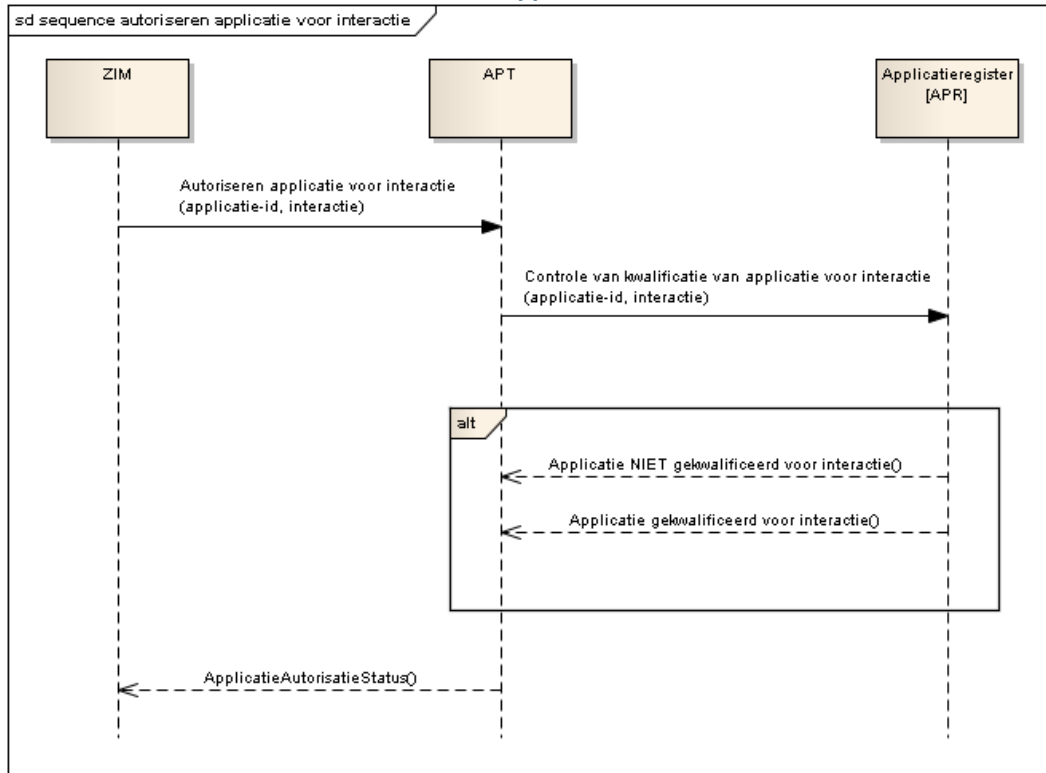 sd sequence autoriseren applicatie voor interactie
ZIM
APT
Applicatieregister
[APR]
Autoriseren applicatie voor interactie
(applicatie-id, interactie)
Controle van kwalificatie van applicatie voor interactie
(applicatie-id, interactie)
alt
Applicatie NIET gekwalificeerd voor interactie()
Applicatie gekwalificeerd voor interactie()
ApplicatieAutorisatieStatus()